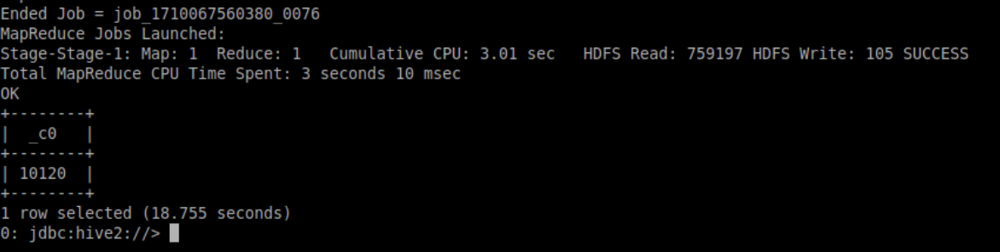 Ended Job = job_1710067560380_0076
MapReduce Jobs Launched:
Stage-Stage-1: Map: 1  Reduce: 1   Cumulative CPU: 3.01 sec   HDFS Read: 759197 HDFS Write: 105 SUCCESS
Total MapReduce CPU Time Spent: 3 seconds 10 msec
OK
+--------+
|  _c0   |
+--------+
| 10120  |
+--------+
1 row selected (18.755 seconds)
0: jdbc:hive2://>